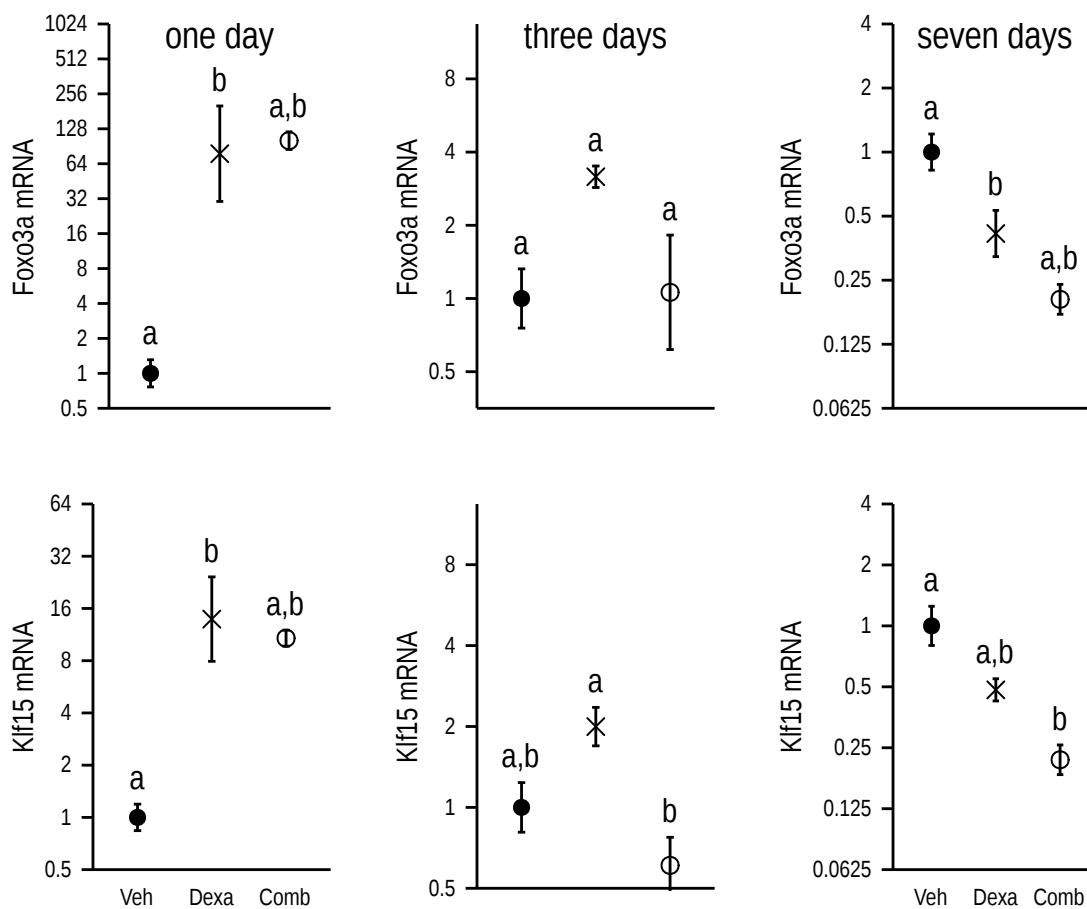 one day
three days
seven days
Foxo3a mRNA
1024
512
256
128
64
32
16
8
4
2
1
0.5
a
b
a,b
Foxo3a mRNA
8
4
2
1
0.5
a
a
a
Foxo3a mRNA
4
2
1
0.5
0.25
0.125
0.0625
a
b
a,b
Klf15 mRNA
64
32
16
8
4
2
1
0.5
a
b
a,b
Veh Dexa Comb
Klf15 mRNA
8
4
2
1
0.5
a,b
a
b
Klf15 mRNA
4
2
1
0.5
0.25
0.125
0.0625
a
a,b
b
Veh Dexa Comb